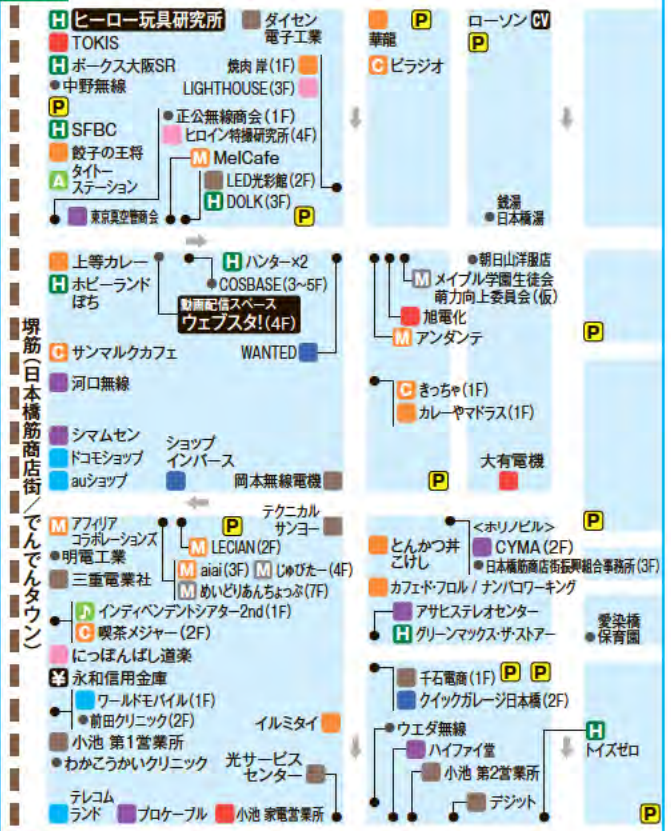 H ヒーロー玩具研究所
ダイセン
電子工業
TOKIS
H ボークス大阪SR
焼肉 岸(1F)
●中野無線
LIGHTHOUSE(3F)
P
●正公無線商会(1F)
ヒロイン特撮研究所(4F)
H SFBC
餃子の王将
M MelCafe
A タイトー
ステーション
LED光彩館(2F)
H DOLK(3F)
P
東京真空管商会
P
華龍
C ビラジオ
ローソン CV
P
銭湯
●日本橋湯
上等カレー
H ハンター×2
H ホビーランド
ぽち
●COSBASE(3~5F)
動画配信スペース
ウェブスタ!(4F)
C サンマルクカフェ
WANTED
河口無線
シマムセン
ドコモショップ
auショップ
ショップ
インバース
岡本無線電機
●朝日山洋服店
M メイプル学園生徒会
萌力向上委員会(仮)
旭電化
M アンダンテ
C きっちゃ(1F)
カレーやマドラス(1F)
P
大有電機
P
堺筋(日本橋筋商店街/でんでんタウン)
M アフィリア
コラボレーションズ
P
テクニカル
サンヨー
M LECIAN(2F)
●明電工業
M aiai(3F) M じゅびたー(4F)
三重電業社
M めいどりあんちょっぷ(7F)
♪ インディペンデントシアター2nd(1F)
C 喫茶メジャー(2F)
にっぽんばし道楽
¥ 永和信用金庫
ワールドモバイル(1F)
●前田クリニック(2F)
イルミタイ
小池 第1営業所
●わかこうかいクリニック
光サービス
センター
テレコム
ランド
プロケーブル
小池 家電営業所
<ホリノビル>
とんかつ丼
こけし
CYMA(2F)
●日本橋筋商店街振興組合事務所(3F)
P
カフェ・ド・フロル / ナンバコワーキング
アサヒステレオセンター
H グリーンマックス・ザ・ストアー
愛染橋
●保育園
千石電商(1F) P P
クイックガレージ日本橋(2F)
●ウエダ無線
ハイファイ堂
小池 第2営業所
デジット
H
トイズゼロ
P